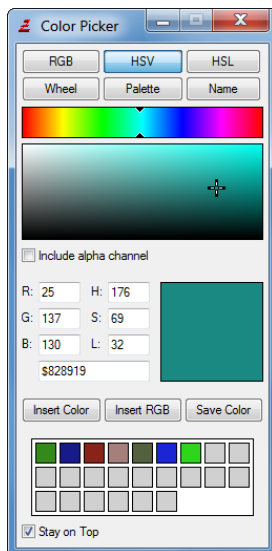 Color Picker
RGB HSV HSL
Wheel Palette Name
Include alpha channel
R: 25 H: 176
G: 137 S: 69
B: 130 L: 32
$828919
Insert Color Insert RGB Save Color
Stay on Top